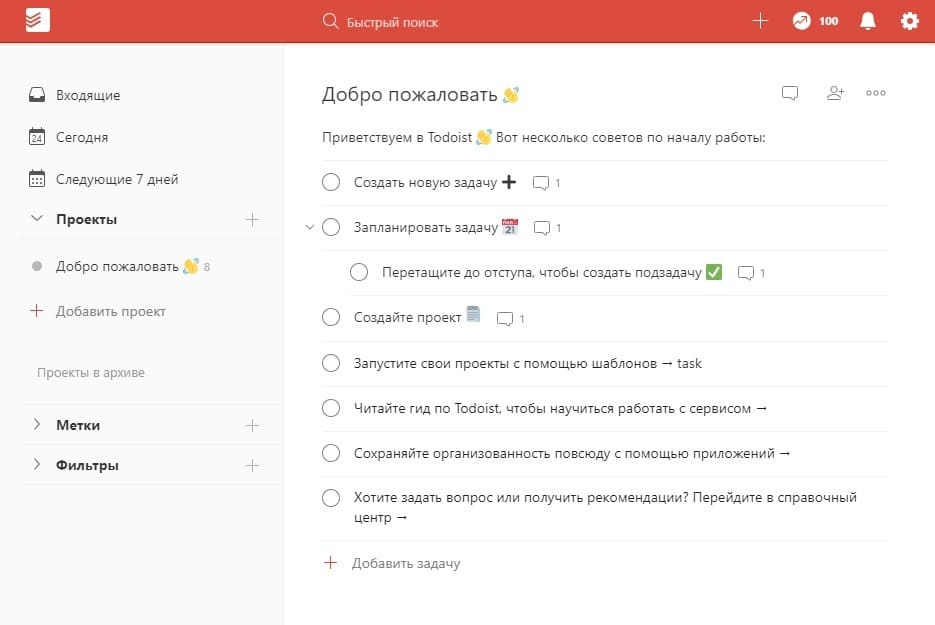 Быстрый поиск
100
Входящие
24
Сегодня
Следующие 7 дней
Проекты
Добро пожаловать 👋 8
Добавить проект
Проекты в архиве
Метки
Фильтры
Добро пожаловать 👋
Приветствуем в Todoist 👋 Вот несколько советов по началу работы:
Создать новую задачу ➕ 1
Запланировать задачу 📅 1
Перетащите до отступа, чтобы создать подзадачу ✅ 1
Создайте проект 🗒 1
Запустите свои проекты с помощью шаблонов → task
Читайте гид по Todoist, чтобы научиться работать с сервисом →
Сохраняйте организованность повсюду с помощью приложений →
Хотите задать вопрос или получить рекомендации? Перейдите в справочный
центр →
Добавить задачу